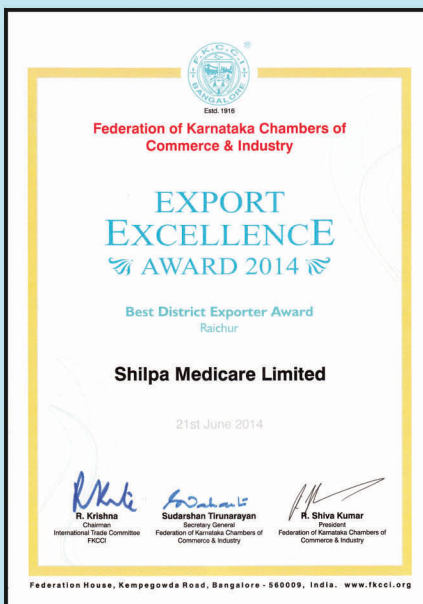 F.K.C.C.I
BANGALORE
®
Estd. 1916
Federation of Karnataka Chambers of
Commerce & Industry
EXPORT
EXCELLENCE
AWARD 2014
Best District Exporter Award
Raichur
Shilpa Medicare Limited
21st June 2014
R. Krishna
Chairman
International Trade Committee
FKCCI
Sudarshan Tirunarayan
Secretary General
Federation of Karnataka Chambers of
Commerce & Industry
R. Shiva Kumar
President
Federation of Karnataka Chambers of
Commerce & Industry
Federation House, Kempegowda Road, Bangalore - 560009, India. www.fkcci.org